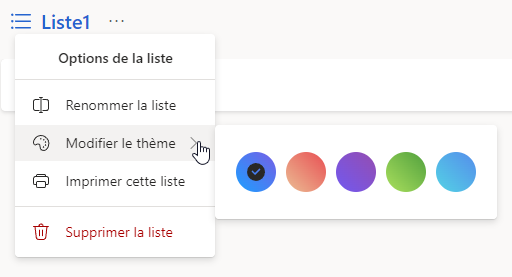 Liste1 ...
Options de la liste
Renommer la liste
Modifier le thème
Imprimer cette liste
Supprimer la liste